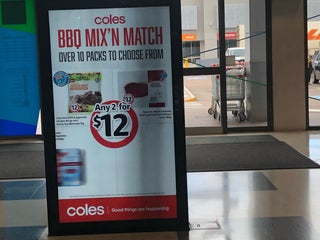 coles
BBQ MIX'N MATCH
OVER 10 PACKS TO CHOOSE FROM
Any 2 for
$12
coles Good things are happening